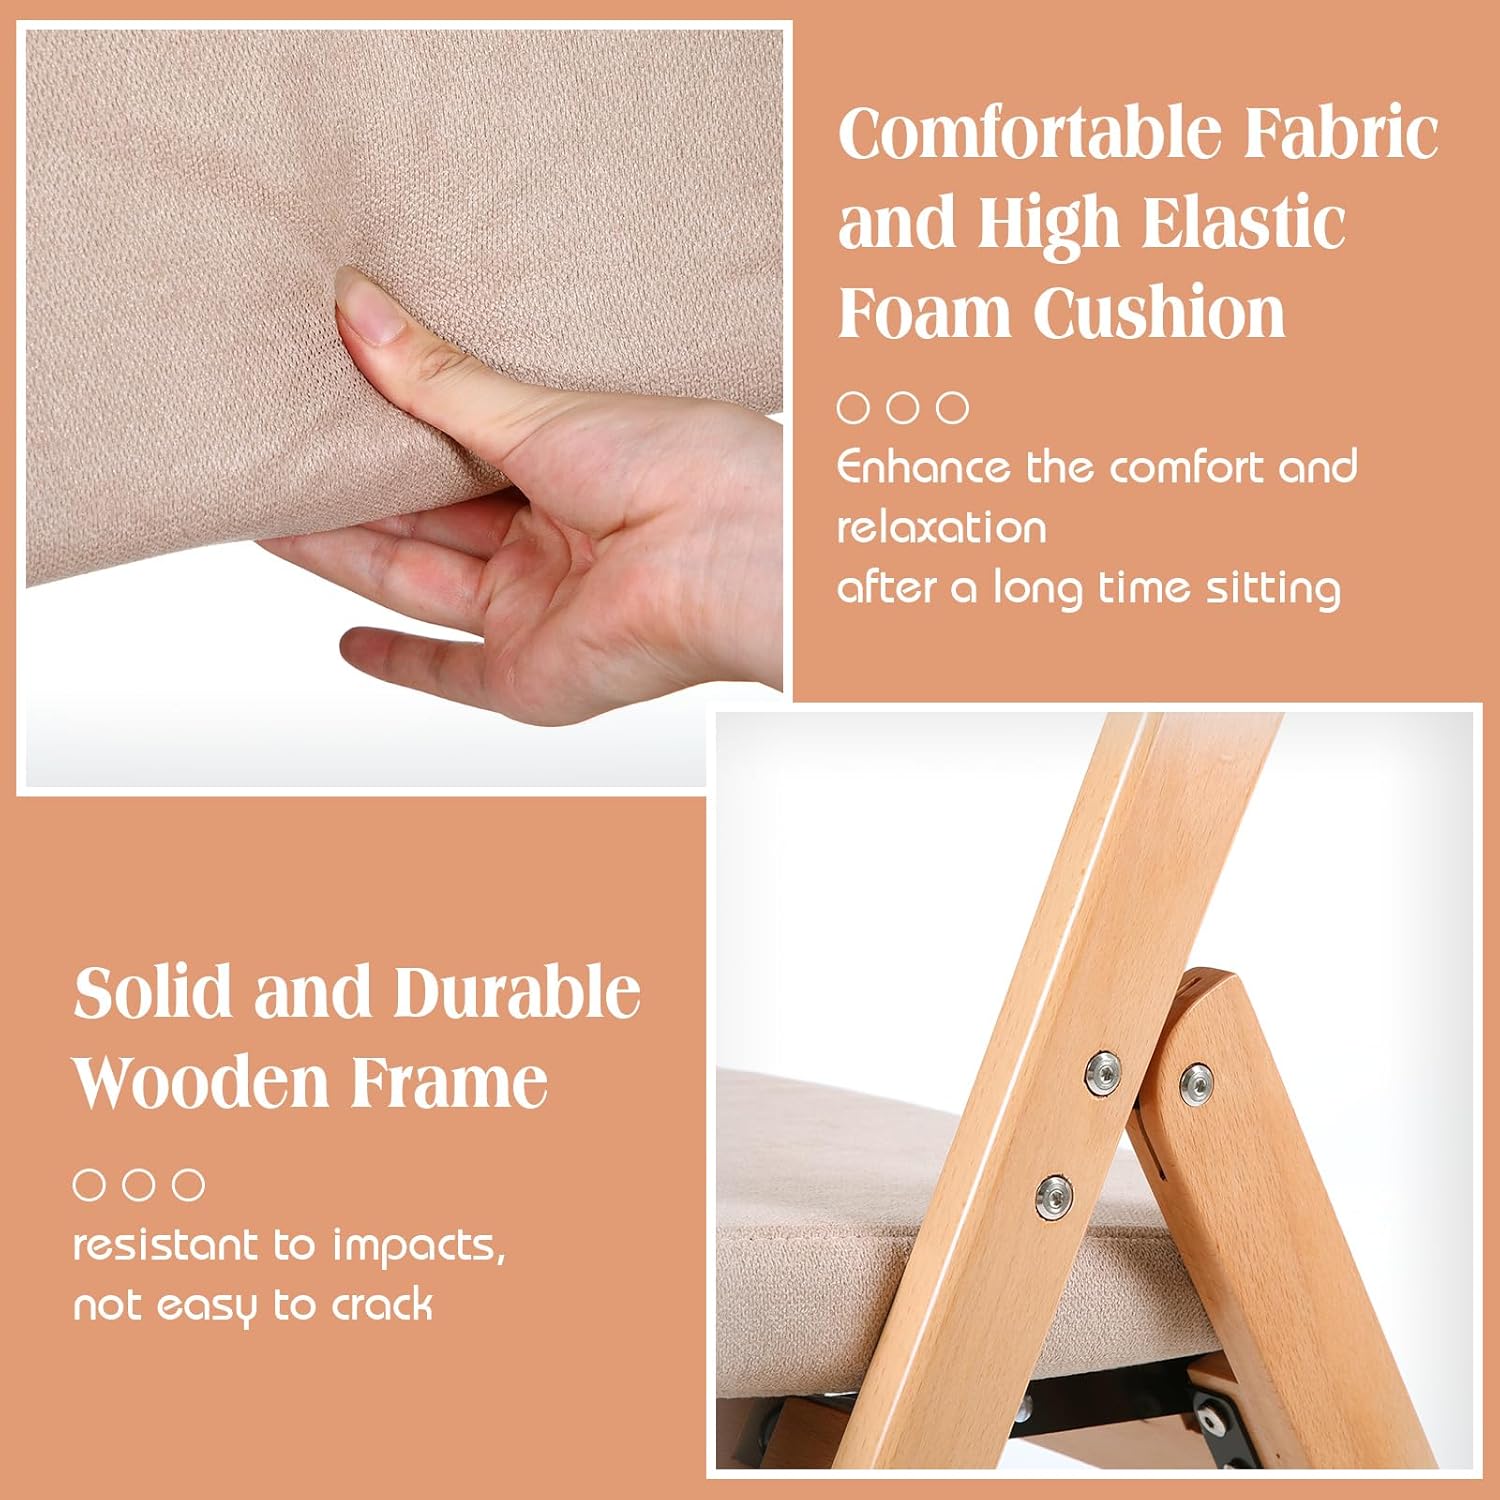 Comfortable Fabric
and High Elastic
Foam Cushion
Enhance the comfort and
relaxation
after a long time sitting
Solid and Durable
Wooden Frame
resistant to impacts,
not easy to crack